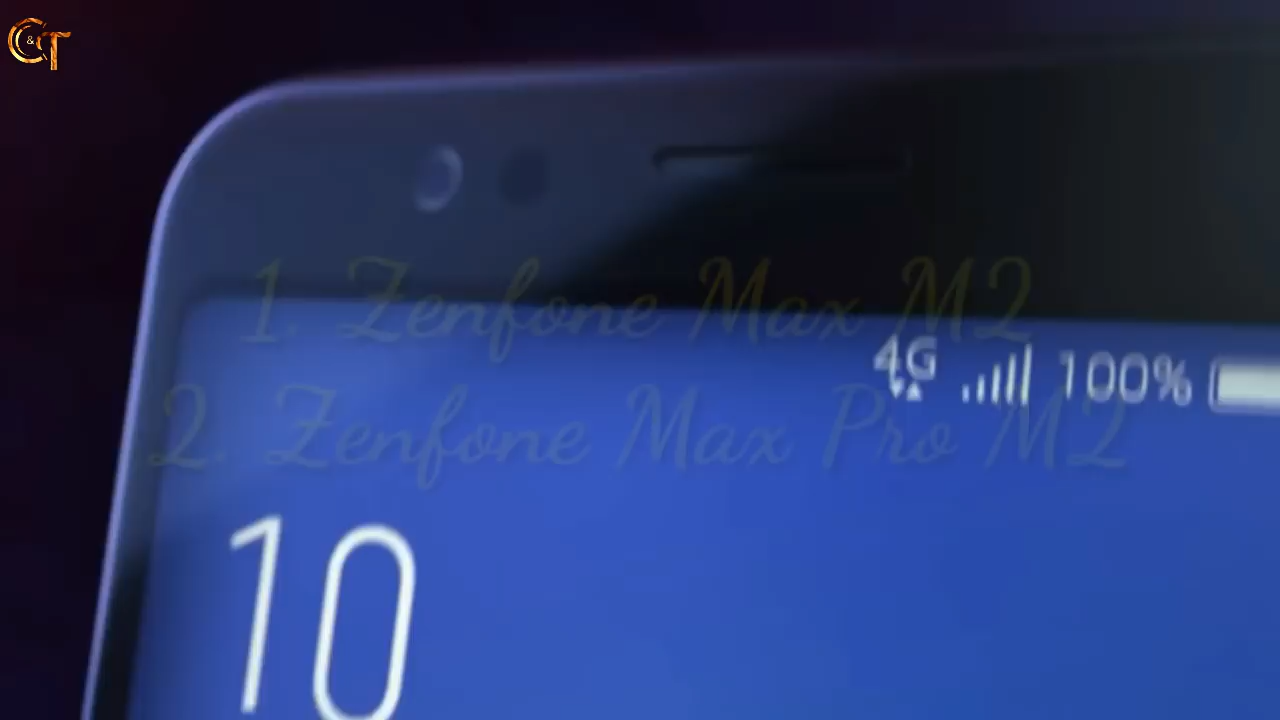 C&T
1. Zenfone Max M2
4G 100%
2. Zenfone Max Pro M2
10